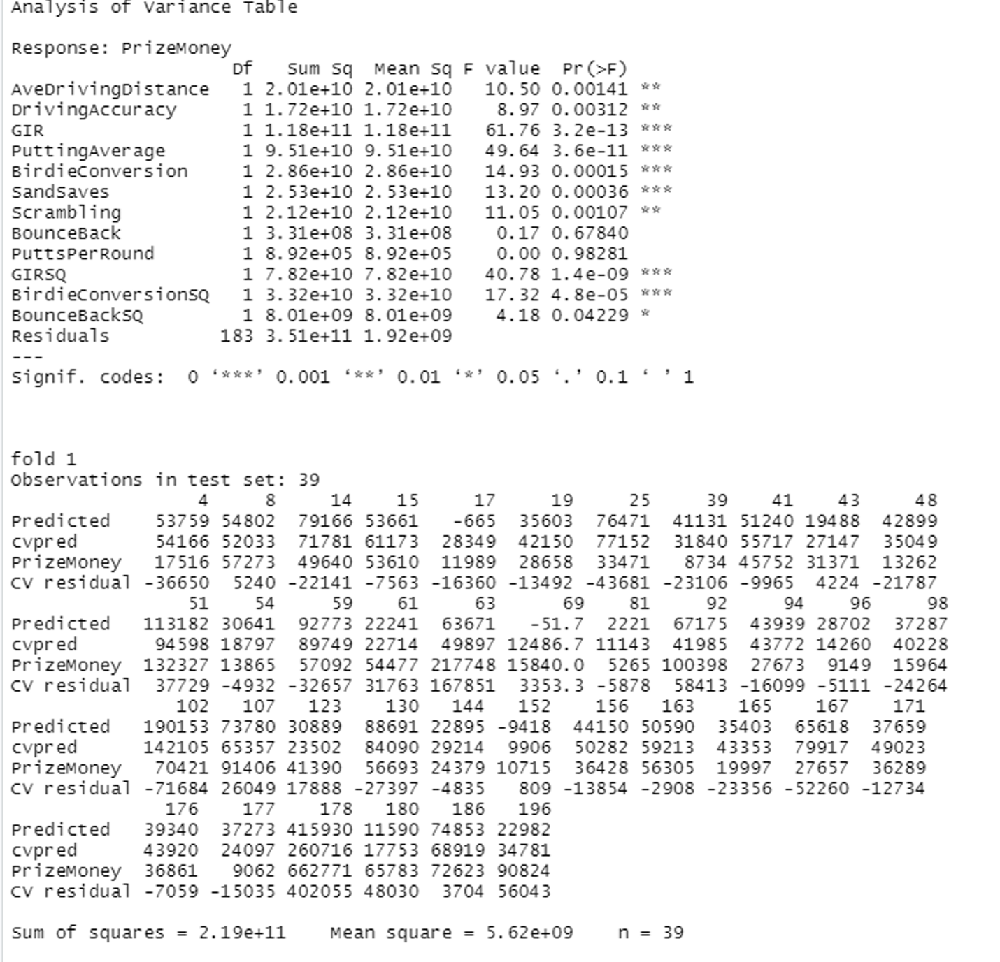 Analysis of Variance Table
Response: PrizeMoney
Df Sum Sq Mean Sq F value Pr(>F)
AveDrivingDistance 1 2.01e+10 2.01e+10 10.50 0.00141 **
DrivingAccuracy 1 1.72e+10 1.72e+10 8.97 0.00312 **
GIR 1 1.18e+11 1.18e+11 61.76 3.2e-13 ***
PuttingAverage 1 9.51e+10 9.51e+10 49.64 3.6e-11 ***
BirdieConversion 1 2.86e+10 2.86e+10 14.93 0.00015 ***
SandSaves 1 2.53e+10 2.53e+10 13.20 0.00036 ***
Scrambling 1 2.12e+10 2.12e+10 11.05 0.00107 **
BounceBack 1 3.31e+08 3.31e+08 0.17 0.67840
PuttsPerRound 1 8.92e+05 8.92e+05 0.00 0.98281
GIRSQ 1 7.82e+10 7.82e+10 40.78 1.4e-09 ***
BirdieConversionSQ 1 3.32e+10 3.32e+10 17.32 4.8e-05 ***
BounceBackSQ 1 8.01e+09 8.01e+09 4.18 0.04229 *
Residuals 183 3.51e+11 1.92e+09
---
Signif. codes: 0 ‘***’ 0.001 ‘**’ 0.01 ‘*’ 0.05 ‘.’ 0.1 ‘ ’ 1
fold 1
Observations in test set: 39
4 8 14 15 17 19 25 39 41 43 48
Predicted 53759 54802 79166 53661 -665 35603 76471 41131 51240 19488 42899
cvpred 54166 52033 71781 61173 28349 42150 77152 31840 55717 27147 35049
PrizeMoney 17516 57273 49640 53610 11989 28658 33471 8734 45752 31371 13262
CV residual -36650 5240 -22141 -7563 -16360 -13492 -43681 -23106 -9965 4224 -21787
51 54 59 61 63 69 81 92 94 96 98
Predicted 113182 30641 92773 22241 63671 -51.7 2221 67175 43939 28702 37287
cvpred 94598 18797 89749 22714 49897 12486.7 11143 41985 43772 14260 40228
PrizeMoney 132327 13865 57092 54477 217748 15840.0 5265 100398 27673 9149 15964
CV residual 37729 -4932 -32657 31763 167851 3353.3 -5878 58413 -16099 -5111 -24264
102 107 123 130 144 152 156 163 165 167 171
Predicted 190153 73780 30889 88691 22895 -9418 44150 50590 35403 65618 37659
cvpred 142105 65357 23502 84090 29214 9906 50282 59213 43353 79917 49023
PrizeMoney 70421 91406 41390 56693 24379 10715 36428 56305 19997 27657 36289
CV residual -71684 26049 17888 -27397 -4835 809 -13854 -2908 -23356 -52260 -12734
176 177 178 180 186 196
Predicted 39340 37273 415930 11590 74853 22982
cvpred 43920 24097 260716 17753 68919 34781
PrizeMoney 36861 9062 662771 65783 72623 90824
CV residual -7059 -15035 402055 48030 3704 56043
Sum of squares = 2.19e+11 Mean square = 5.62e+09 n = 39